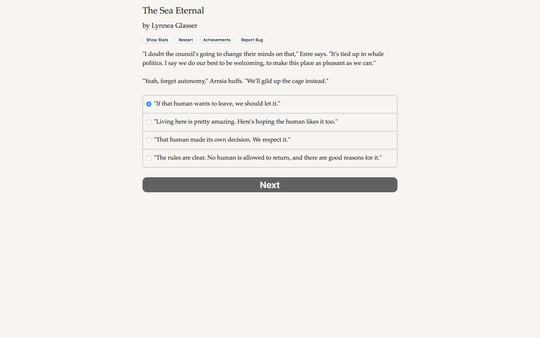 The Sea Eternal
by Lynnea Glasser
Show Stats Restart Achievements Report Bug
"I doubt the council's going to change their minds on that," Estre says. "It's tied up in whale
politics. I say we do our best to be welcoming, to make this place as pleasant as we can."
"Yeah, forget autonomy," Arraia huffs. "We'll gild up the cage instead."
"If that human wants to leave, we should let it."
"Living here is pretty amazing. Here's hoping the human likes it too."
"That human made its own decision. We respect it."
"The rules are clear. No human is allowed to return, and there are good reasons for it."
Next